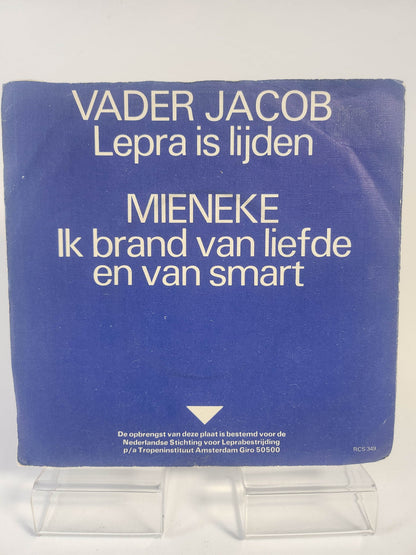 VADER JACOB
Lepra is lijden
MIENEKE
Ik brand van liefde
en van smart
De opbrengst van deze plaat is bestemd voor de
Nederlandse Stichting voor Leprabestrijding
p/a Tropeninstituut Amsterdam Giro 50500
RCS 349